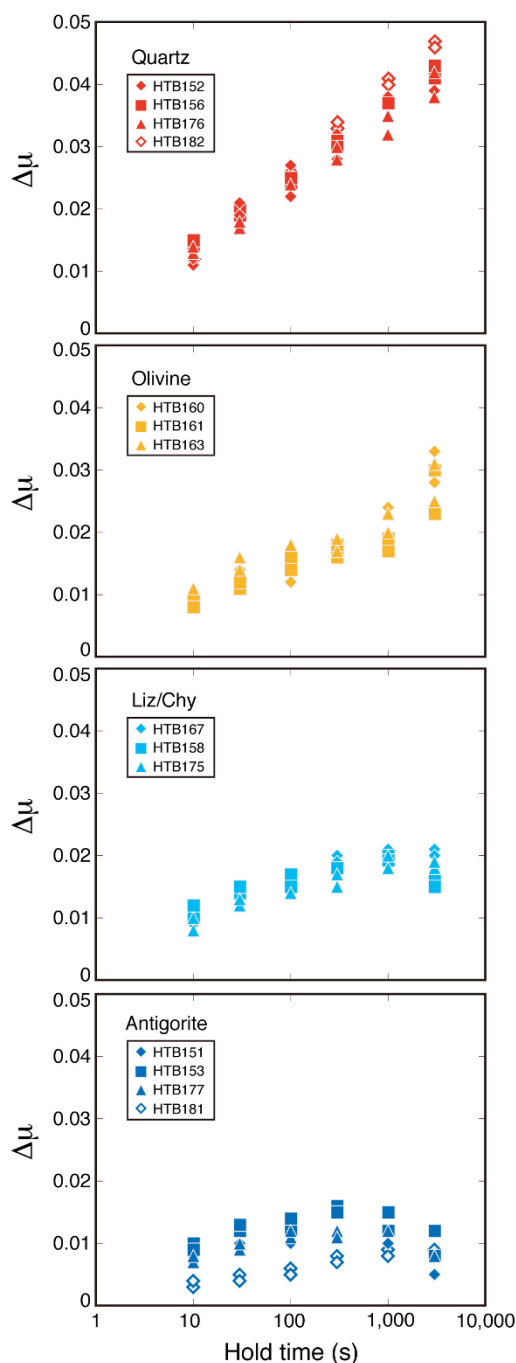 0.05
Quartz
HTB152
HTB156
HTB176
HTB182
0.04
0.03
Δμ
0.02
0.01
0
0.05
Olivine
HTB160
HTB161
HTB163
0.04
0.03
Δμ
0.02
0.01
0
0.05
Liz/Chy
HTB167
HTB158
HTB175
0.04
0.03
Δμ
0.02
0.01
0
0.05
Antigorite
HTB151
HTB153
HTB177
HTB181
0.04
0.03
Δμ
0.02
0.01
0
1 10 100 1,000 10,000
Hold time (s)